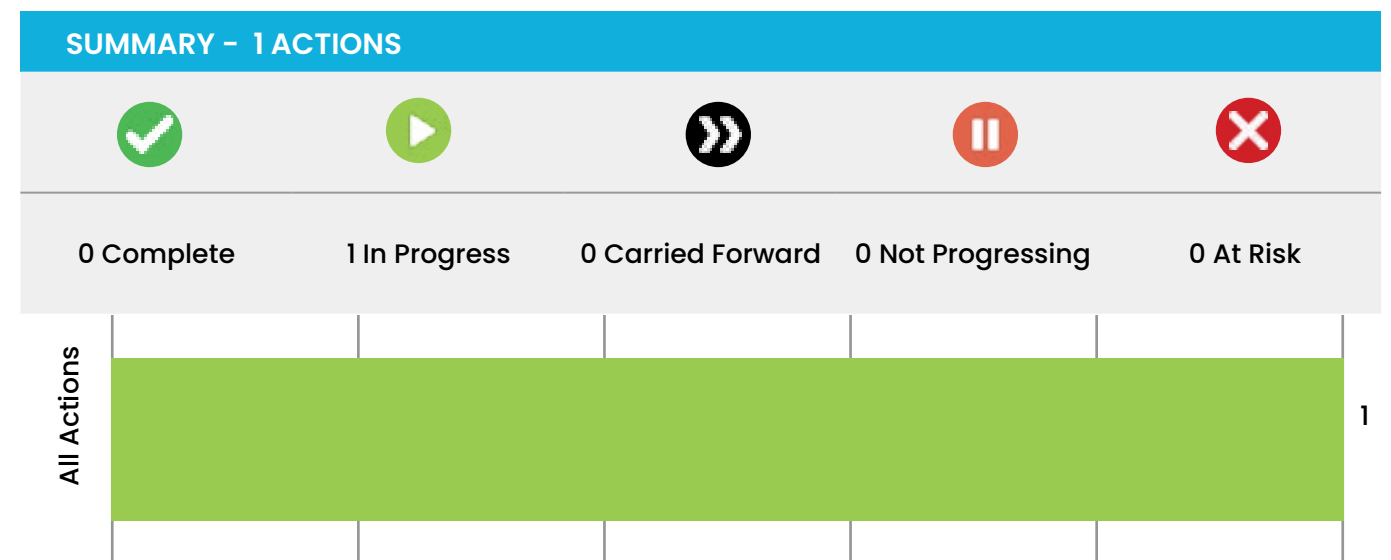 SUMMARY - 1 ACTIONS
0 Complete
1 In Progress
0 Carried Forward
0 Not Progressing
0 At Risk
All Actions
1